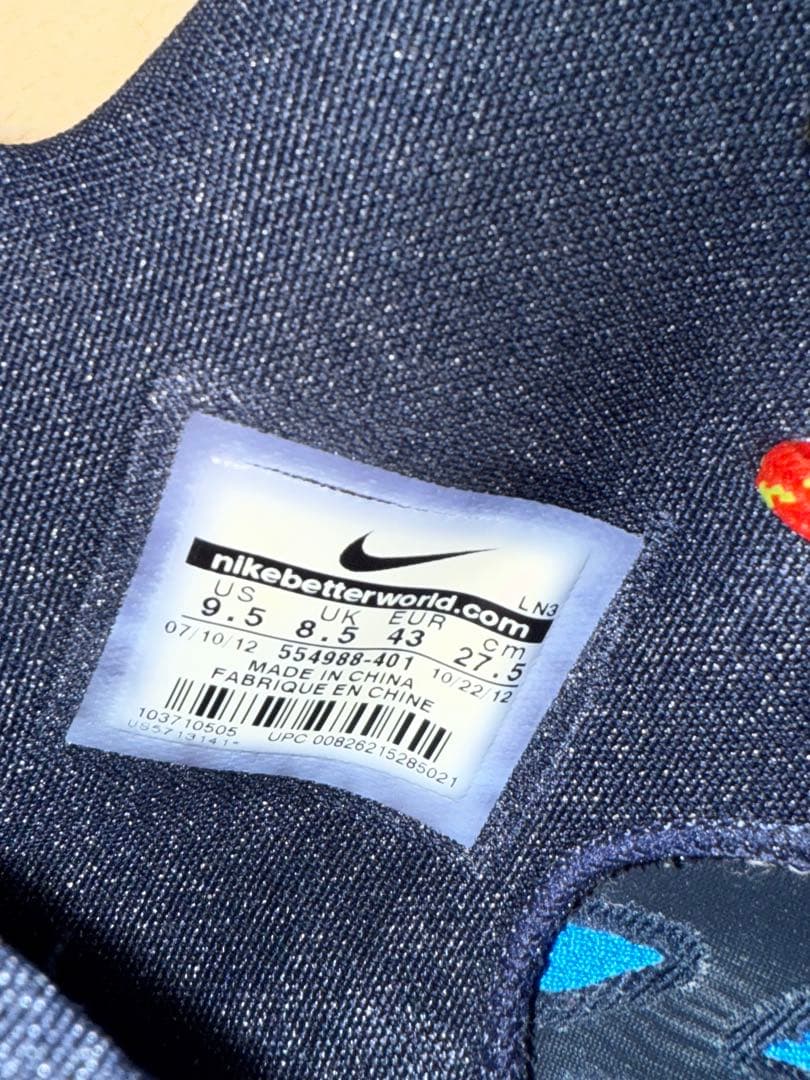 nikebetterworld.com
LN3
US UK EUR cm
9.5 8.5 43 27.5
07/10/12 554988-401 10/22/12
MADE IN CHINA
FABRIQUE EN CHINE
103710505 UPC 00826215285021
US5713141*